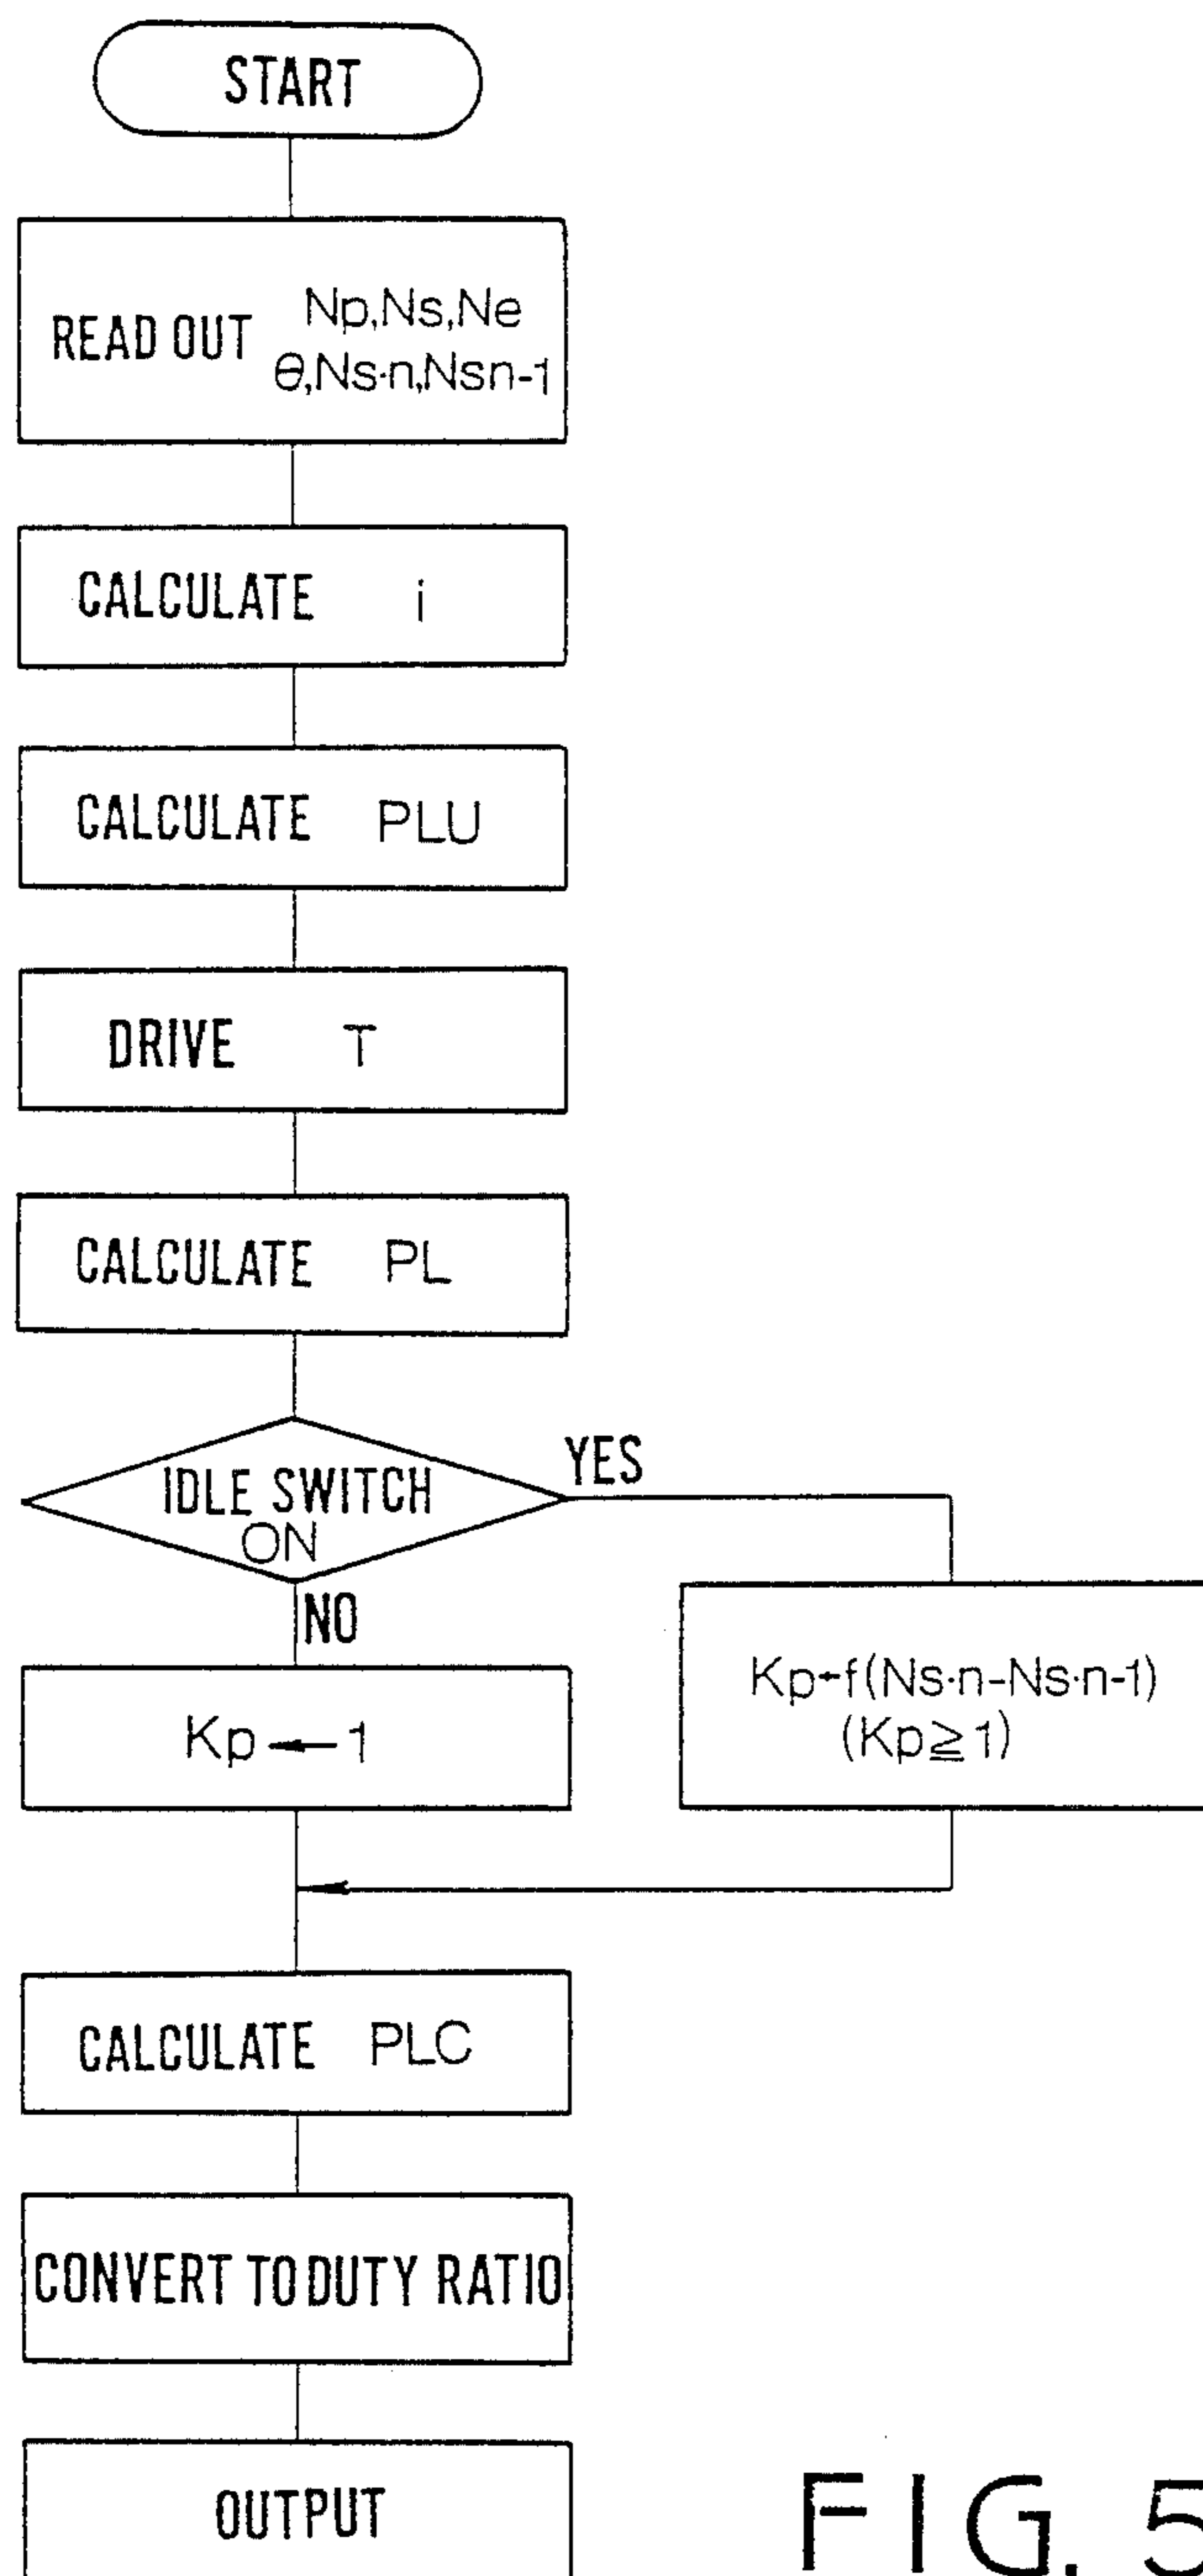 START
READ OUT Np,Ns,Ne
θ,Ns·n,Nsn-1
CALCULATE i
CALCULATE PLU
DRIVE T
CALCULATE PL
IDLE SWITCH
ON
YES
NO
Kp←f(Ns·n-Ns·n-1)
(Kp≧1)
Kp←1
CALCULATE PLC
CONVERT TO DUTY RATIO
OUTPUT
FIG. 5